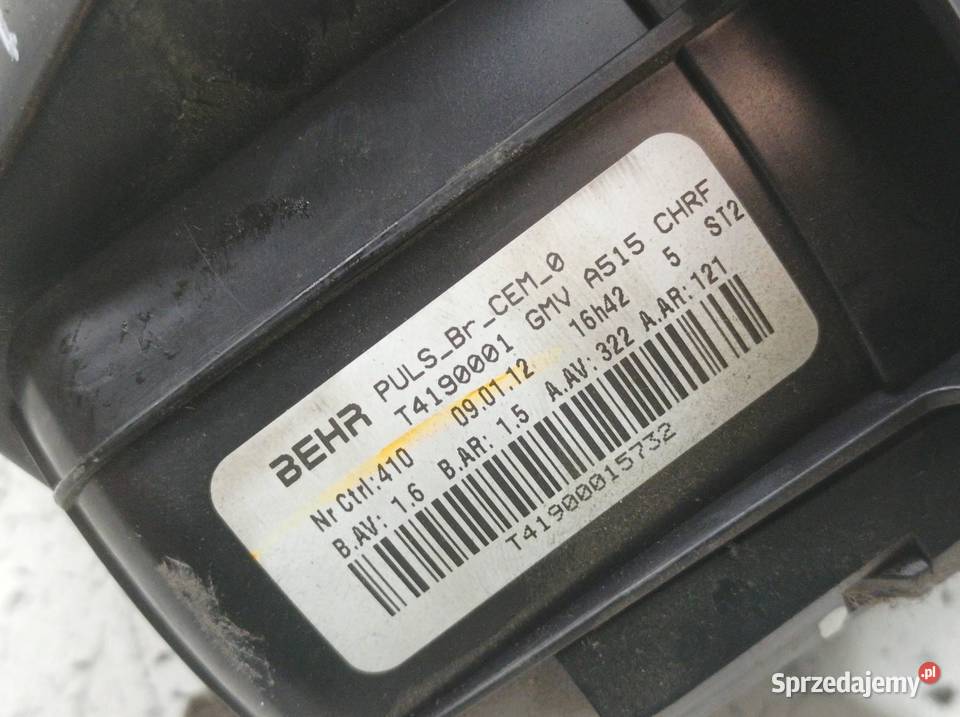 BEHR PULS_Br_CEM_0
T4190001 GMV A515 CHRF
Nr Ctrl:410 09.01.12 16h42 5 ST2
B.AV: 1.6 B.AR: 1.5 A.AV: 322 A.AR: 121
T41900015732
Sprzedajemy.pl